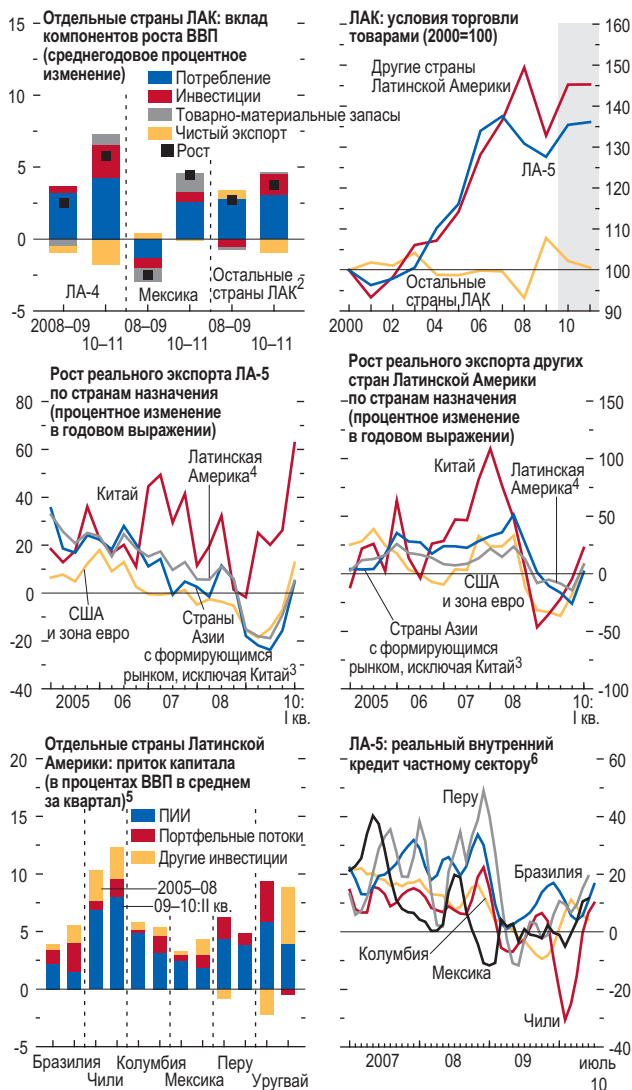 Отдельные страны ЛАК: вклад
компонентов роста ВВП
(среднегодовое процентное
изменение)
Потребление
Инвестиции
Товарно-материальные запасы
Чистый экспорт
Рост
15
10
5
0
-5
ЛА-4
Мексика
Остальные
страны ЛАК2
2008–09
10–11
08–09
10–11
08–09
10–11
ЛАК: условия торговли
товарами (2000=100)
Другие страны
Латинской Америки
ЛА-5
Остальные
страны ЛАК
160
150
140
130
120
110
100
90
2000
02
04
06
08
10
Рост реального экспорта ЛА-5
по странам назначения
(процентное изменение
в годовом выражении)
80
60
40
20
0
-20
-40
Китай
Латинская
Америка4
США
и зона евро
Страны
Азии
с формирующимся
рынком, исключая Китай3
2005
06
07
08
09
10:
I кв.
Рост реального экспорта других
стран Латинской Америки
по странам назначения
(процентное изменение
в годовом выражении)
150
100
50
0
-50
-100
Китай
Латинская
Америка4
США
и зона евро
Страны Азии
с формирующимся
рынком, исключая Китай3
2005
06
07
08
09
10:
I кв.
Отдельные страны Латинской
Америки: приток капитала
(в процентах ВВП в среднем
за квартал)5
ПИИ
Портфельные потоки
Другие инвестиции
2005–08
09–10:II кв.
20
15
10
5
0
-5
Бразилия
Чили
Колумбия
Мексика
Перу
Уругвай
ЛА-5: реальный внутренний
кредит частному сектору6
60
40
20
0
-20
-40
Перу
Бразилия
Колумбия
Мексика
Чили
2007
08
09
июль
10